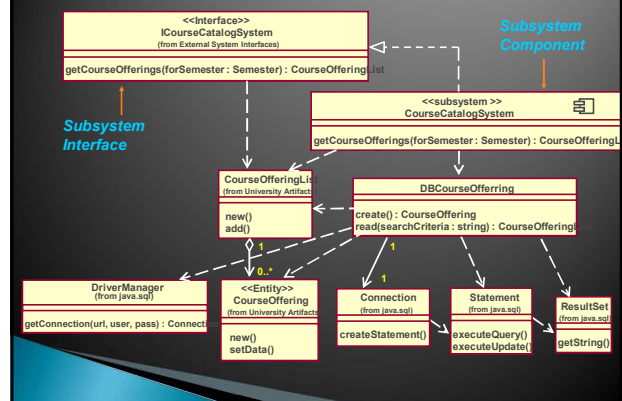 <<Interface>>
ICourseCatalogSystem
(from External System Interfaces)
getCourseOfferings(forSemester : Semester) : CourseOfferingList
Subsystem
Component
Subsystem
Interface
<<subsystem >>
CourseCatalogSystem
getCourseOfferings(forSemester : Semester) : CourseOfferingL
CourseOfferingList
(from University Artifacts
new()
add()
DBCourseOfferring
create() : CourseOffering
read(searchCriteria : string) : CourseOfferingList
1
0..*
1
1
DriverManager
(from java.sql)
getConnection(url, user, pass) : Connection
<<Entity>>
CourseOffering
(from University Artifacts
new()
setData()
Connection
(from java.sql)
createStatement()
Statement
(from java.sql)
executeQuery()
executeUpdate()
ResultSet
(from java.sql)
getString()